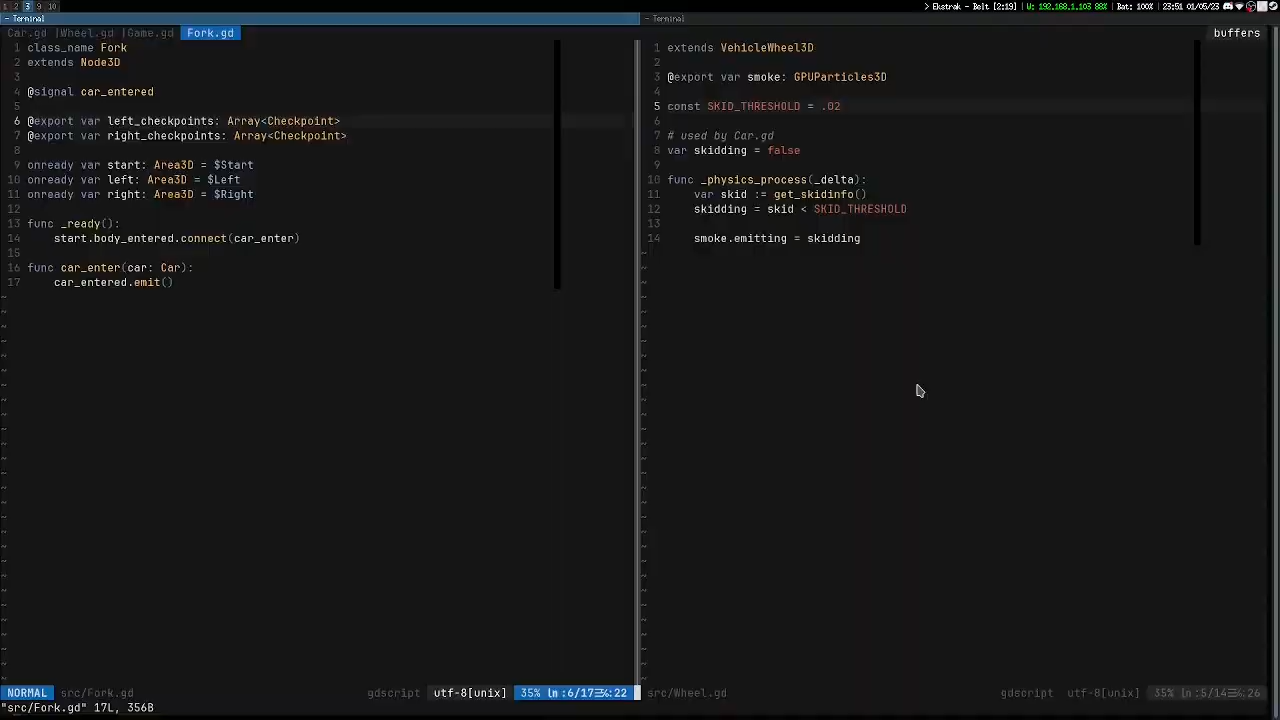 1 2 3 9 10
> Ekstrak - Belt [2:19] |W: 192.168.1.103 88%| Bat: 100% | 23:51 01/05/23
- Terminal
Car.gd |Wheel.gd |Game.gd Fork.gd
1 class_name Fork
2 extends Node3D
3
4 @signal car_entered
5
6 @export var left_checkpoints: Array<Checkpoint>
7 @export var right_checkpoints: Array<Checkpoint>
8
9 onready var start: Area3D = $Start
10 onready var left: Area3D = $Left
11 onready var right: Area3D = $Right
12
13 func _ready():
14 start.body_entered.connect(car_enter)
15
16 func car_enter(car: Car):
17 car_entered.emit()
~
NORMAL src/Fork.gd gdscript utf-8[unix] 35% ln :6/17☰℅:22
"src/Fork.gd" 17L, 356B
- Terminal
buffers
1 extends VehicleWheel3D
2
3 @export var smoke: GPUParticles3D
4
5 const SKID_THRESHOLD = .02
6
7 # used by Car.gd
8 var skidding = false
9
10 func _physics_process(_delta):
11 var skid := get_skidinfo()
12 skidding = skid < SKID_THRESHOLD
13
14 smoke.emitting = skidding
~
src/Wheel.gd gdscript utf-8[unix] 35% ln :5/14☰℅:26